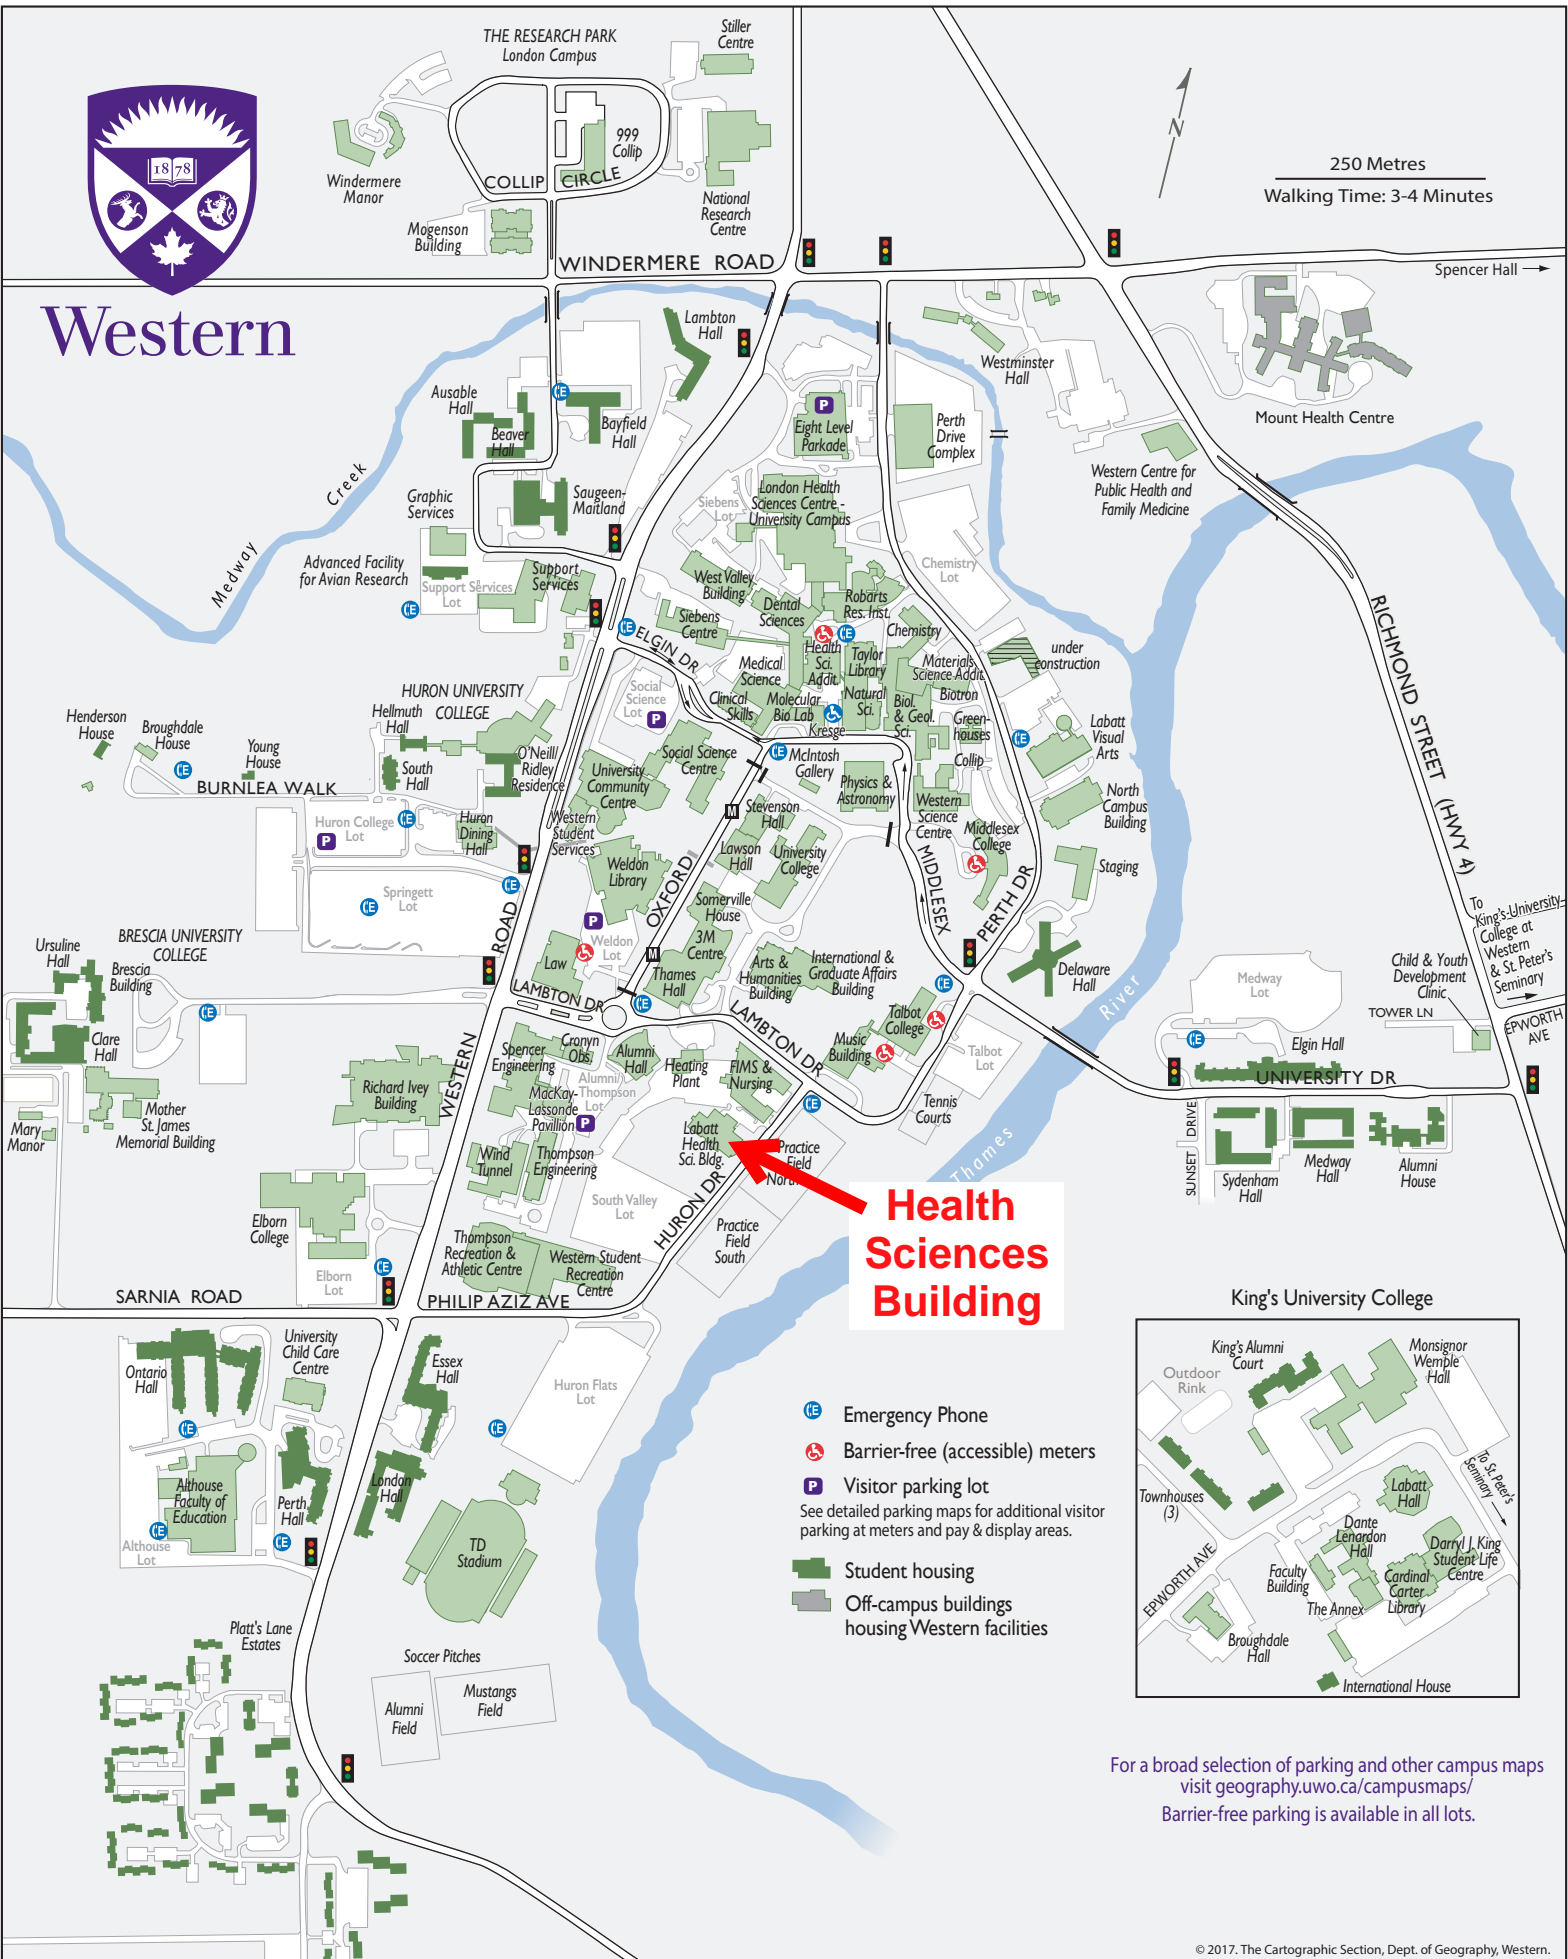 THE RESEARCH PARK
London Campus
Stiller
Centre
999
Collip
COLLIP CIRCLE
Windermere
Manor
Mogenson
Building
National
Research
Centre
1878
Western
N
250 Metres
Walking Time: 3-4 Minutes
WINDERMERE ROAD
Spencer Hall
Lambton
Hall
Westminster
Hall
Mount Health Centre
Ausable
Hall
Beaver
Hall
Bayfield
Hall
P
Eight Level
Parkade
Perth
Drive
Complex
Western Centre for
Public Health and
Family Medicine
Medway Creek
Graphic
Services
Saugeen-
Maitland
Siebens
Lot
London Health
Sciences Centre -
University Campus
Chemistry
Lot
Advanced Facility
for Avian Research
Support Services
Lot
Support
Services
West Valley
Building
Dental
Sciences
Robarts
Res. Inst.
Siebens
Centre
ELGIN DR
Chemistry
Health
Sci.
Addit.
Taylor
Library
Materials
Science Addit.
under
construction
RICHMOND STREET (HWY 4)
Medical
Science
Social
Science
Lot
P
Clinical
Skills
Molecular
Bio Lab
Natural
Sci.
Biotron
Kresge
Biol.
& Geol.
Sci.
Green-
houses
Labatt
Visual
Arts
HURON UNIVERSITY
COLLEGE
Hellmuth
Hall
Henderson
House
Broughdale
House
Young
House
BURNLEA WALK
South
Hall
O'Neill/
Ridley
Residence
University
Community
Centre
Social Science
Centre
McIntosh
Gallery
Collip
Physics &
Astronomy
Western
Science
Centre
North
Campus
Building
Huron College
Lot
P
Huron
Dining
Hall
Western
Student
Services
M
Stevenson
Hall
Lawson
Hall
University
College
Middlesex
College
MIDDLESEX
PERTH DR
Staging
Weldon
Library
OXFORD
Springett
Lot
Somerville
House
P
Weldon
Lot
M
3M
Centre
Thames
Hall
Law
LAMBTON DR
Arts &
Humanities
Building
International &
Graduate Affairs
Building
Delaware
Hall
BRESCIA UNIVERSITY
COLLEGE
Ursuline
Hall
Brescia
Building
Clare
Hall
Mother
St. James
Memorial Building
Mary
Manor
WESTERN ROAD
Richard Ivey
Building
Spencer
Engineering
Cronyn
Obs.
Alumni
Hall
Heating
Plant
FIMS &
Nursing
LAMBTON DR
Music
Building
Talbot
College
Talbot
Lot
Tennis
Courts
Alumni/
Thompson
Lot
P
MacKay-
Lassonde
Pavillion
Wind
Tunnel
Thompson
Engineering
Labatt
Health
Sci. Bldg.
South Valley
Lot
HURON DR
Practice
Field
North
Practice
Field
South
Thames River
Health
Sciences
Building
Medway
Lot
Child & Youth
Development
Clinic
TOWER LN
To
King's University
College at
Western
& St. Peter's
Seminary
EPWORTH
AVE
Elgin Hall
UNIVERSITY DR
SUNSET DRIVE
Sydenham
Hall
Medway
Hall
Alumni
House
Elborn
College
Elborn
Lot
Thompson
Recreation &
Athletic Centre
Western Student
Recreation
Centre
SARNIA ROAD
PHILIP AZIZ AVE
Ontario
Hall
University
Child Care
Centre
Essex
Hall
Huron Flats
Lot
Althouse
Faculty of
Education
Althouse
Lot
Perth
Hall
London
Hall
TD
Stadium
Platt's Lane
Estates
Soccer Pitches
Alumni
Field
Mustangs
Field
Emergency Phone
Barrier-free (accessible) meters
P Visitor parking lot
See detailed parking maps for additional visitor
parking at meters and pay & display areas.
Student housing
Off-campus buildings
housing Western facilities
King's University College
King's Alumni
Court
Monsignor
Wemple
Hall
Outdoor
Rink
Townhouses
(3)
To St. Peter's
Seminary
Labatt
Hall
Dante
Lenardon
Hall
Darryl J. King
Student Life
Centre
Faculty
Building
Cardinal
Carter
Library
The Annex
EPWORTH AVE
Broughdale
Hall
International House
For a broad selection of parking and other campus maps
visit geography.uwo.ca/campusmaps/
Barrier-free parking is available in all lots.
© 2017. The Cartographic Section, Dept. of Geography, Western